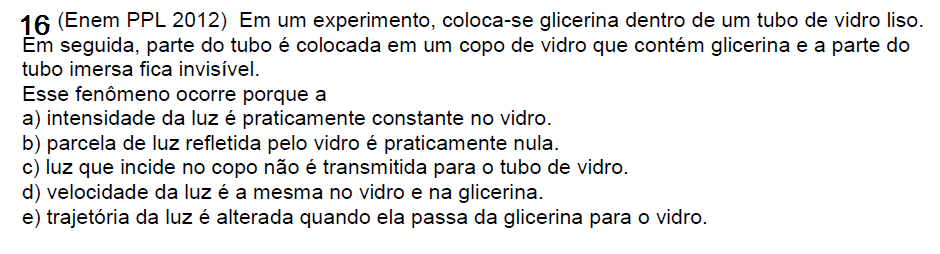 16 (Enem PPL 2012) Em um experimento, coloca-se glicerina dentro de um tubo de vidro liso.
Em seguida, parte do tubo é colocada em um copo de vidro que contém glicerina e a parte do
tubo imersa fica invisível.
Esse fenômeno ocorre porque a
a) intensidade da luz é praticamente constante no vidro.
b) parcela de luz refletida pelo vidro é praticamente nula.
c) luz que incide no copo não é transmitida para o tubo de vidro.
d) velocidade da luz é a mesma no vidro e na glicerina.
e) trajetória da luz é alterada quando ela passa da glicerina para o vidro.